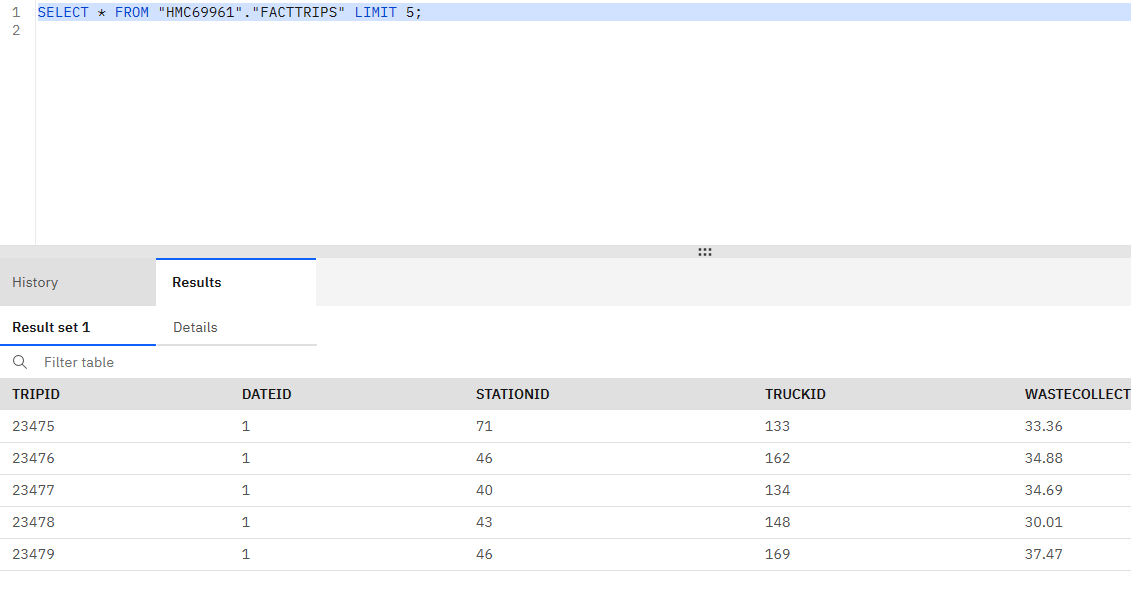 1 SELECT * FROM "HMC69961"."FACTTRIPS" LIMIT 5;
2
History Results
Result set 1 Details
Filter table
TRIPID DATEID STATIONID TRUCKID WASTECOLLECT
23475 1 71 133 33.36
23476 1 46 162 34.88
23477 1 40 134 34.69
23478 1 43 148 30.01
23479 1 46 169 37.47